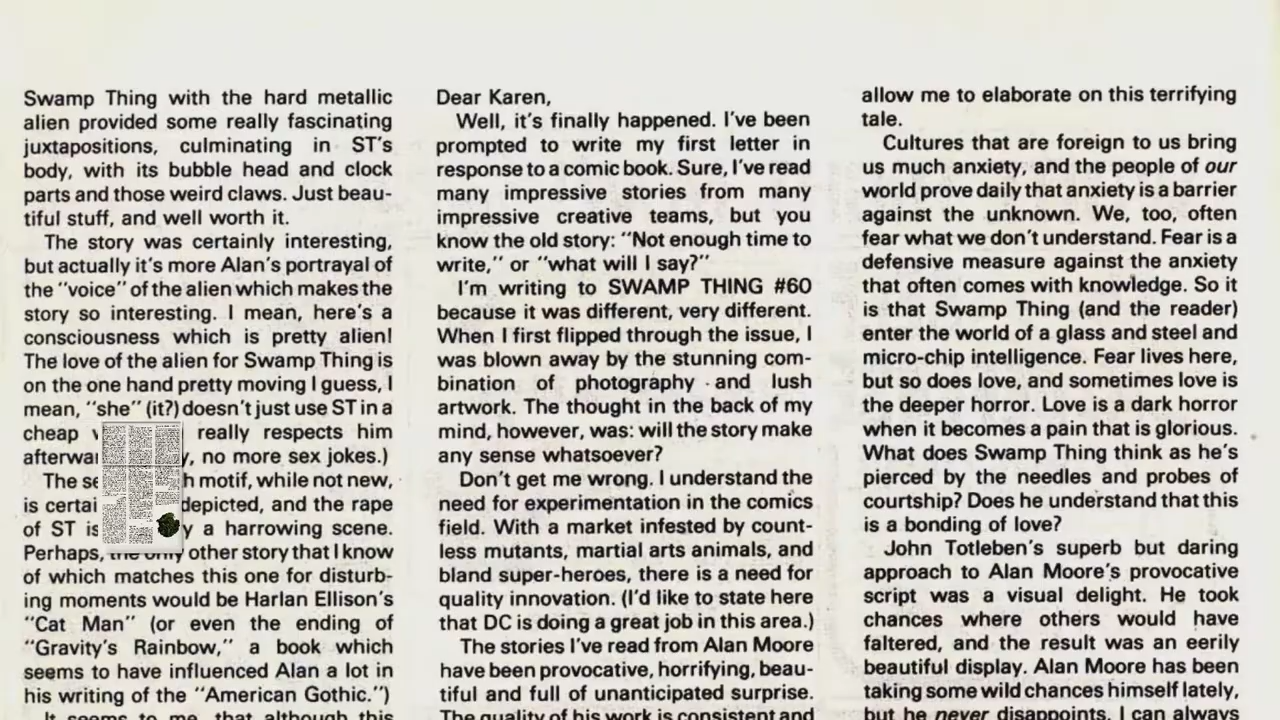 Swamp Thing with the hard metallic
alien provided some really fascinating
juxtapositions, culminating in ST's
body, with its bubble head and clock
parts and those weird claws. Just beau-
tiful stuff, and well worth it.
The story was certainly interesting,
but actually it's more Alan's portrayal of
the "voice" of the alien which makes the
story so interesting. I mean, here's a
consciousness which is pretty alien!
The love of the alien for Swamp Thing is
on the one hand pretty moving I guess, I
mean, "she" (it?) doesn't just use ST in a
cheap really respects him
no more sex jokes.)
The motif, while not new,
is depicted, and the rape
of ST a harrowing scene.
Perhaps, the only other story that I know
of which matches this one for disturb-
ing moments would be Harlan Ellison's
"Cat Man" (or even the ending of
"Gravity's Rainbow," a book which
seems to have influenced Alan a lot in
his writing of the "American Gothic.")
It seems to me, that although this
Dear Karen,
Well, it's finally happened. I've been
prompted to write my first letter in
response to a comic book. Sure, I've read
many impressive stories from many
impressive creative teams, but you
know the old story: "Not enough time to
write," or "what will I say?"
I'm writing to SWAMP THING #60
because it was different, very different.
When I first flipped through the issue, I
was blown away by the stunning com-
bination of photography and lush
artwork. The thought in the back of my
mind, however, was: will the story make
any sense whatsoever?
Don't get me wrong. I understand the
need for experimentation in the comics
field. With a market infested by count-
less mutants, martial arts animals, and
bland super-heroes, there is a need for
quality innovation. (I'd like to state here
that DC is doing a great job in this area.)
The stories I've read from Alan Moore
have been provocative, horrifying, beau-
tiful and full of unanticipated surprise.
The quality of his work is consistent and
allow me to elaborate on this terrifying
tale.
Cultures that are foreign to us bring
us much anxiety, and the people of our
world prove daily that anxiety is a barrier
against the unknown. We, too, often
fear what we don't understand. Fear is a
defensive measure against the anxiety
that often comes with knowledge. So it
is that Swamp Thing (and the reader)
enter the world of a glass and steel and
micro-chip intelligence. Fear lives here,
but so does love, and sometimes love is
the deeper horror. Love is a dark horror
when it becomes a pain that is glorious.
What does Swamp Thing think as he's
pierced by the needles and probes of
courtship? Does he understand that this
is a bonding of love?
John Totleben's superb but daring
approach to Alan Moore's provocative
script was a visual delight. He took
chances where others would have
faltered, and the result was an eerily
beautiful display. Alan Moore has been
taking some wild chances himself lately,
but he never disappoints. I can always